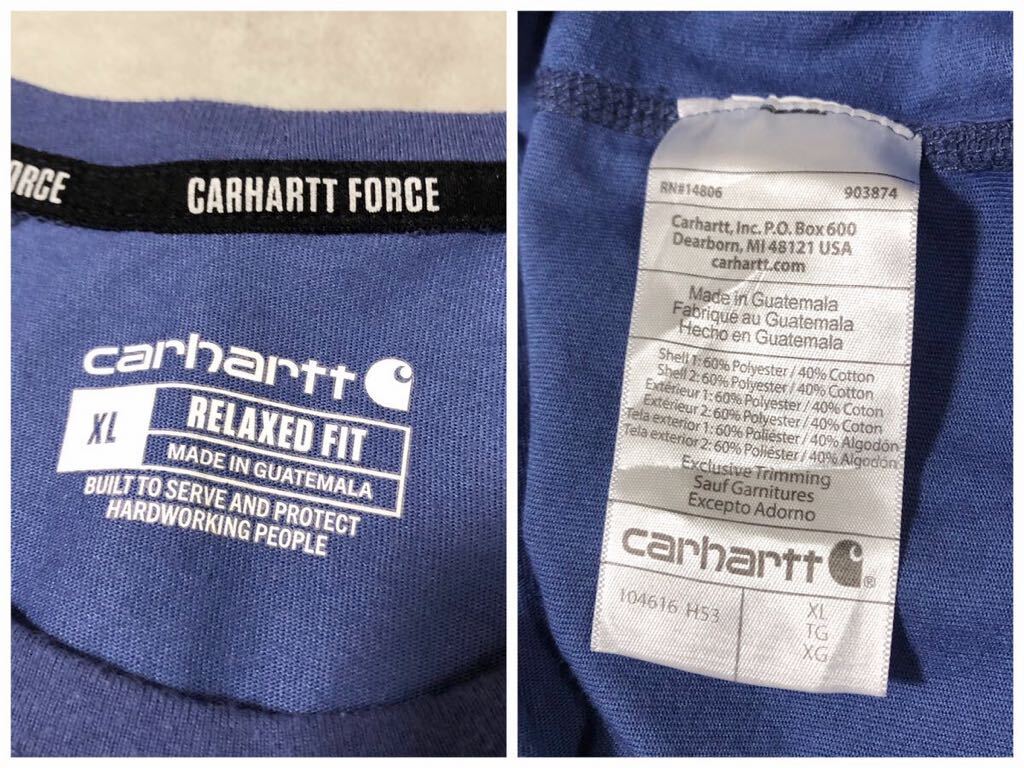 ORCE
CARHARTT FORCE
carhartt
XL
RELAXED FIT
MADE IN GUATEMALA
BUILT TO SERVE AND PROTECT
HARDWORKING PEOPLE
RN#14806 903874
Carhartt, Inc. P.O. Box 600
Dearborn, MI 48121 USA
carhartt.com
Made in Guatemala
Fabriqué au Guatemala
Hecho en Guatemala
Shell 1: 60% Polyester / 40% Cotton
Shell 2: 60% Polyester / 40% Cotton
Extérieur 1: 60% Polyester / 40% Coton
Extérieur 2: 60% Polyester / 40% Coton
Tela exterior 1: 60% Poliéster / 40% Algodón
Tela exterior 2: 60% Poliéster / 40% Algodón
Exclusive Trimming
Sauf Garnitures
Excepto Adorno
carhartt ®
104616 H53
XL
TG
XG